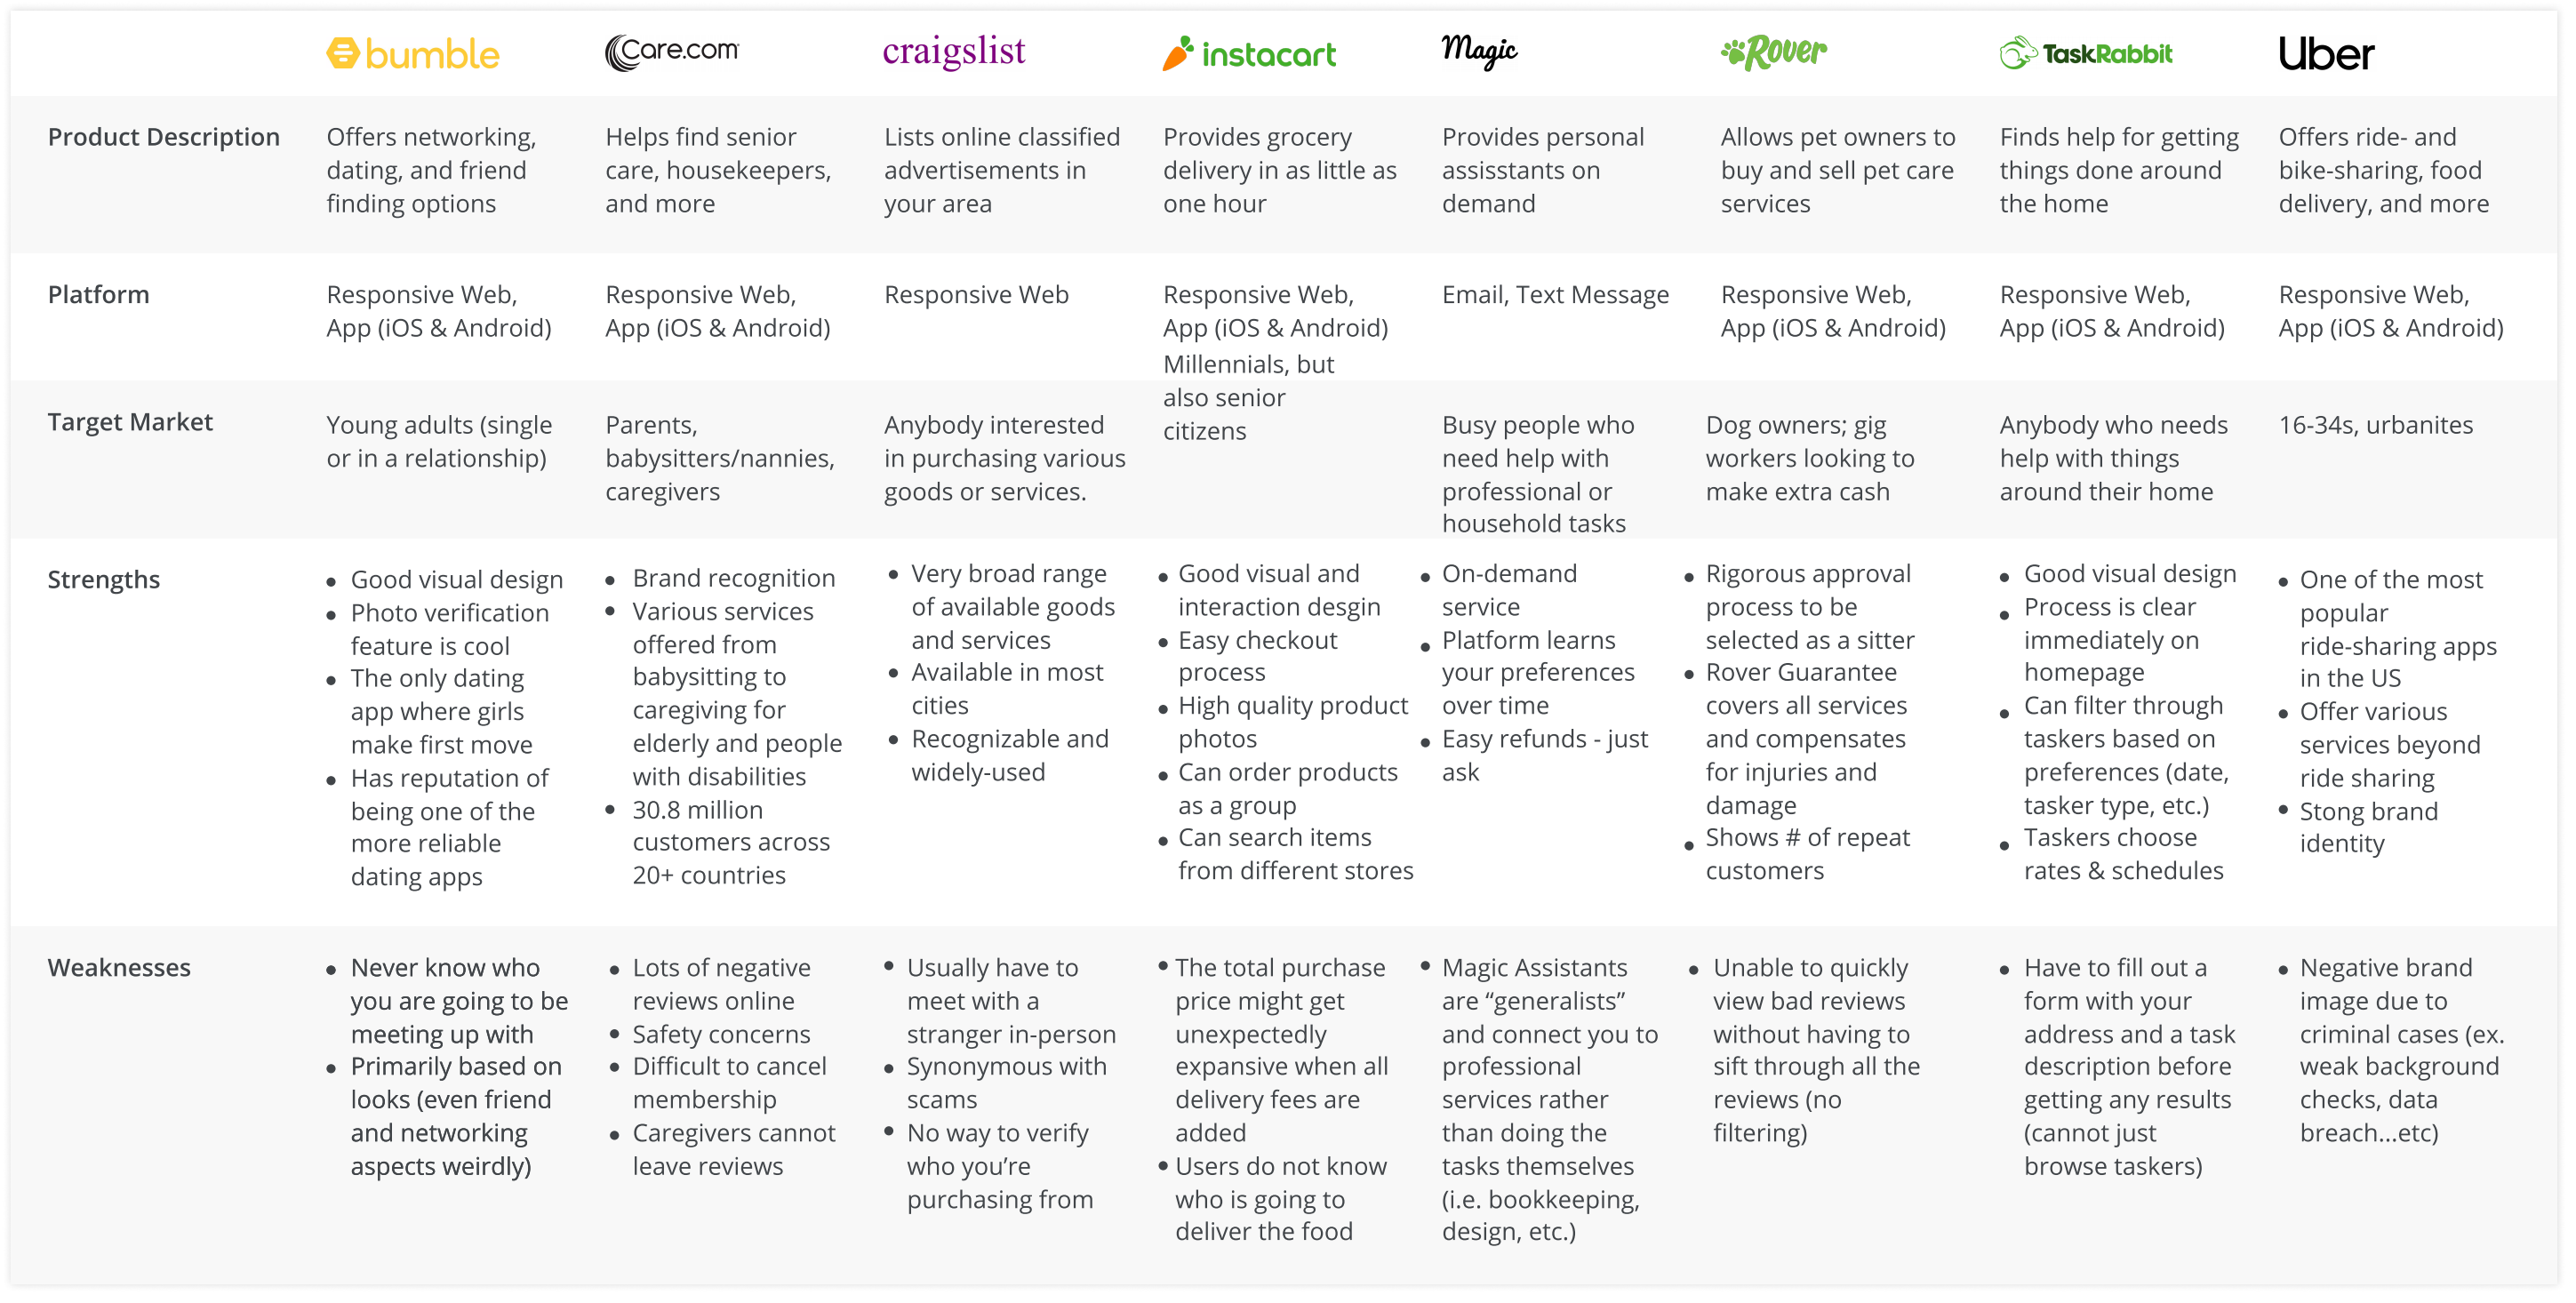 bumble
Care.com
craigslist
instacart
Magic
Rover
TaskRabbit
Uber
Product Description
Offers networking,
dating, and friend
finding options
Helps find senior
care, housekeepers,
and more
Lists online classified
advertisements in
your area
Provides grocery
delivery in as little as
one hour
Provides personal
assisstants on
demand
Allows pet owners to
buy and sell pet care
services
Finds help for getting
things done around
the home
Offers ride- and
bike-sharing, food
delivery, and more
Platform
Responsive Web,
App (iOS & Android)
Responsive Web,
App (iOS & Android)
Responsive Web
Responsive Web,
App (iOS & Android)
Email, Text Message
Responsive Web,
App (iOS & Android)
Responsive Web,
App (iOS & Android)
Responsive Web,
App (iOS & Android)
Target Market
Young adults (single
or in a relationship)
Parents,
babysitters/nannies,
caregivers
Anybody interested
in purchasing various
goods or services.
Millennials, but
also senior
citizens
Busy people who
need help with
professional or
household tasks
Dog owners; gig
workers looking to
make extra cash
Anybody who needs
help with things
around their home
16-34s, urbanites
Strengths
• Good visual design
• Photo verification
feature is cool
• The only dating
app where girls
make first move
• Has reputation of
being one of the
more reliable
dating apps
• Brand recognition
• Various services
offered from
babysitting to
caregiving for
elderly and people
with disabilities
• 30.8 million
customers across
20+ countries
• Very broad range
of available goods
and services
• Available in most
cities
• Recognizable and
widely-used
• Good visual and
interaction desgin
• Easy checkout
process
• High quality product
photos
• Can order products
as a group
• Can search items
from different stores
• On-demand
service
• Platform learns
your preferences
over time
• Easy refunds - just
ask
• Rigorous approval
process to be
selected as a sitter
• Rover Guarantee
covers all services
and compensates
for injuries and
damage
• Shows # of repeat
customers
• Good visual design
• Process is clear
immediately on
homepage
• Can filter through
taskers based on
preferences (date,
tasker type, etc.)
• Taskers choose
rates & schedules
• One of the most
popular
ride-sharing apps
in the US
• Offer various
services beyond
ride sharing
• Stong brand
identity
Weaknesses
• Never know who
you are going to be
meeting up with
• Primarily based on
looks (even friend
and networking
aspects weirdly)
• Lots of negative
reviews online
• Safety concerns
• Difficult to cancel
membership
• Caregivers cannot
leave reviews
• Usually have to
meet with a
stranger in-person
• Synonymous with
scams
• No way to verify
who you’re
purchasing from
• The total purchase
price might get
unexpectedly
expansive when all
delivery fees are
added
• Users do not know
who is going to
deliver the food
• Magic Assistants
are “generalists”
and connect you to
professional
services rather
than doing the
tasks themselves
(i.e. bookkeeping,
design, etc.)
• Unable to quickly
view bad reviews
without having to
sift through all the
reviews (no
filtering)
• Have to fill out a
form with your
address and a task
description before
getting any results
(cannot just
browse taskers)
• Negative brand
image due to
criminal cases (ex.
weak background
checks, data
breach...etc)